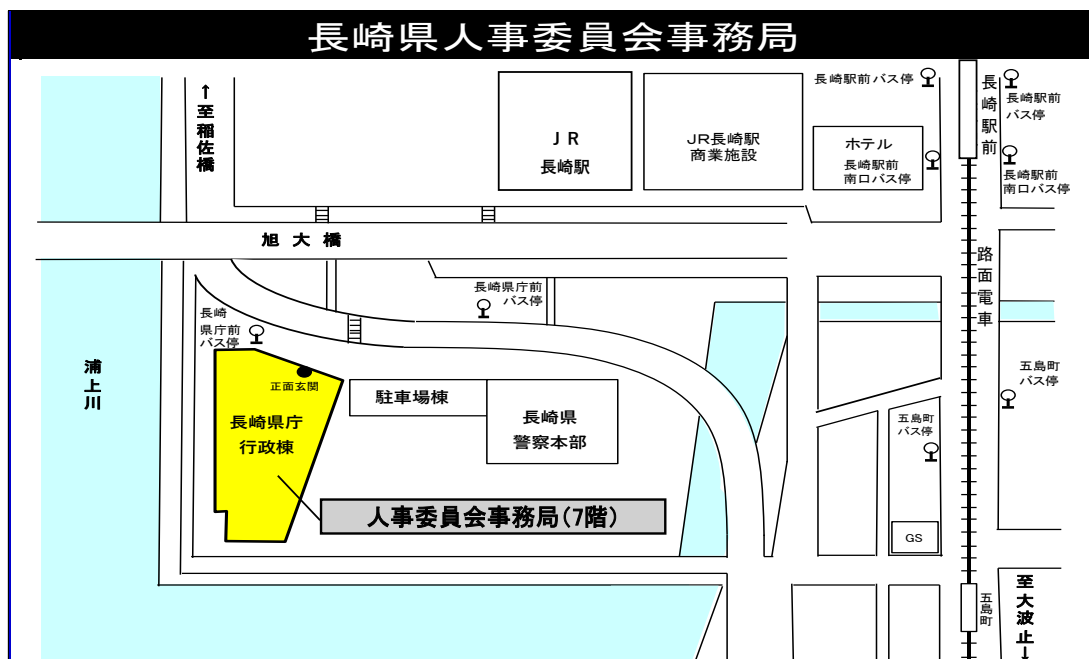 長崎県人事委員会事務局
↑至稲佐橋
JR
長崎駅
JR長崎駅
商業施設
長崎駅前バス停
ホテル
長崎駅前
南口バス停
長崎駅前
長崎駅前
バス停
長崎駅前
南口バス停
旭大橋
路面電車
長崎県庁前
バス停
長崎
県庁前
バス停
浦上川
正面玄関
長崎県庁
行政棟
駐車場棟
長崎県
警察本部
五島町
バス停
五島町
バス停
人事委員会事務局(7階)
GS
五島町
至大波止↓